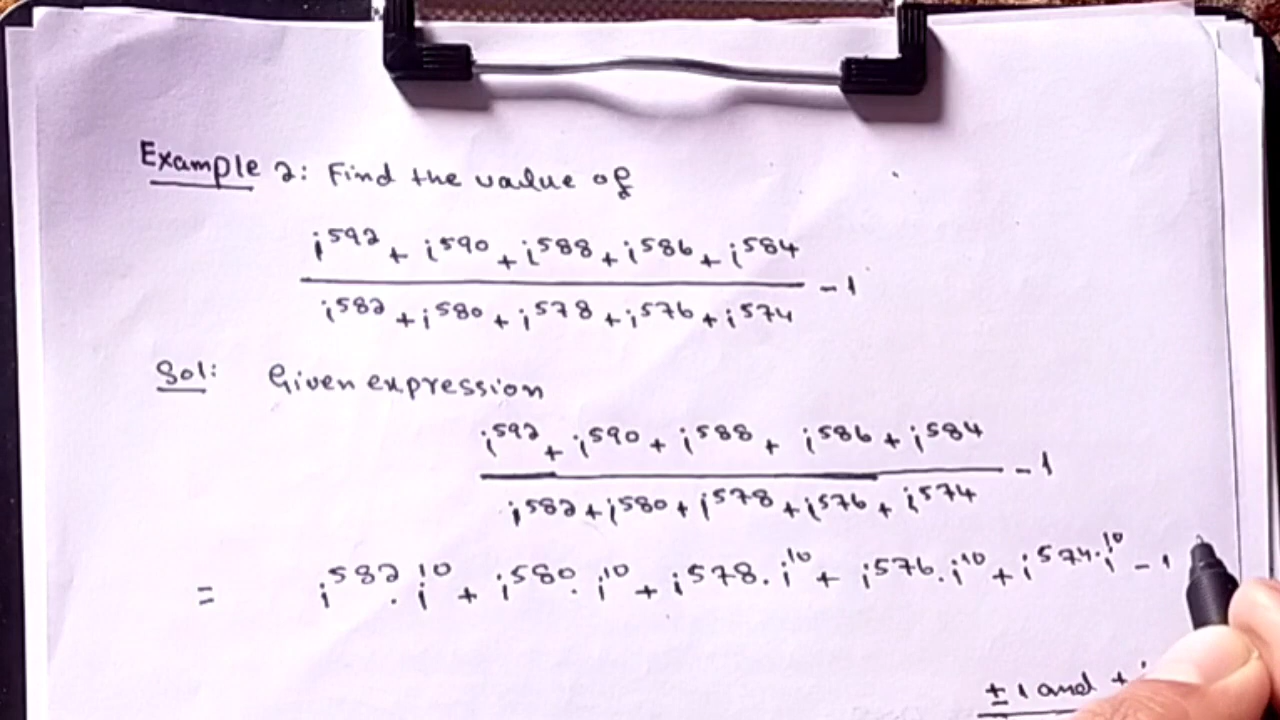 Example 2: Find the value of
i^592 + i^590 + i^588 + i^586 + i^584
i^582 + i^580 + i^578 + i^576 + i^574 - 1
Sol: Given expression
i^592 + i^590 + i^588 + i^586 + i^584
i^582 + i^580 + i^578 + i^576 + i^574 - 1
= i^582 . i^10 + i^580 . i^10 + i^578 . i^10 + i^576 . i^10 + i^574 . i^10 - 1
± 1 and +